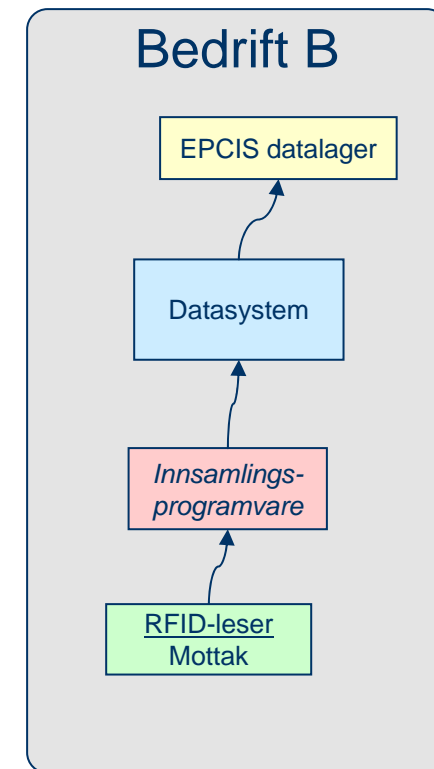 Bedrift B
EPCIS datalager
Datasystem
Innsamlings-
programvare
RFID-leser
Mottak